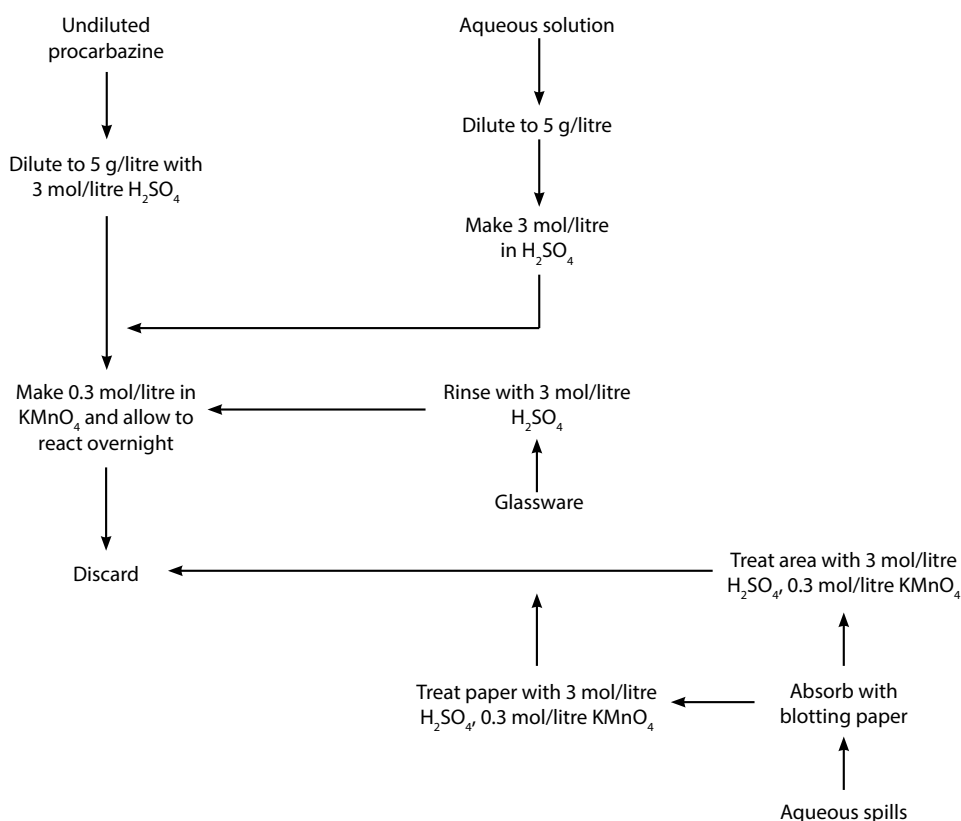 Undiluted
procarbazine
Aqueous solution
Dilute to 5 g/litre
Dilute to 5 g/litre with
3 mol/litre H₂SO₄
Make 3 mol/litre
in H₂SO₄
Make 0.3 mol/litre in
KMnO₄ and allow to
react overnight
Rinse with 3 mol/litre
H₂SO₄
Glassware
Discard
Treat area with 3 mol/litre
H₂SO₄, 0.3 mol/litre KMnO₄
Treat paper with 3 mol/litre
H₂SO₄, 0.3 mol/litre KMnO₄
Absorb with
blotting paper
Aqueous spills